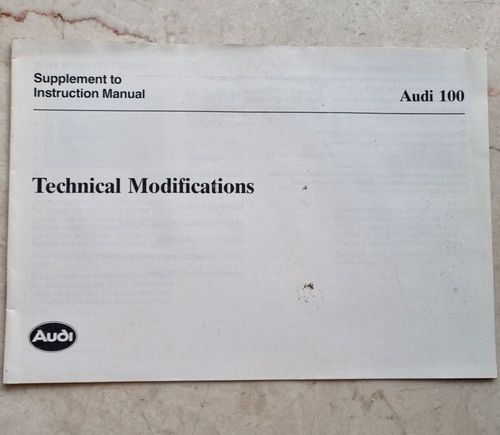 Supplement to
Instruction Manual
Audi 100
Technical Modifications
Audi